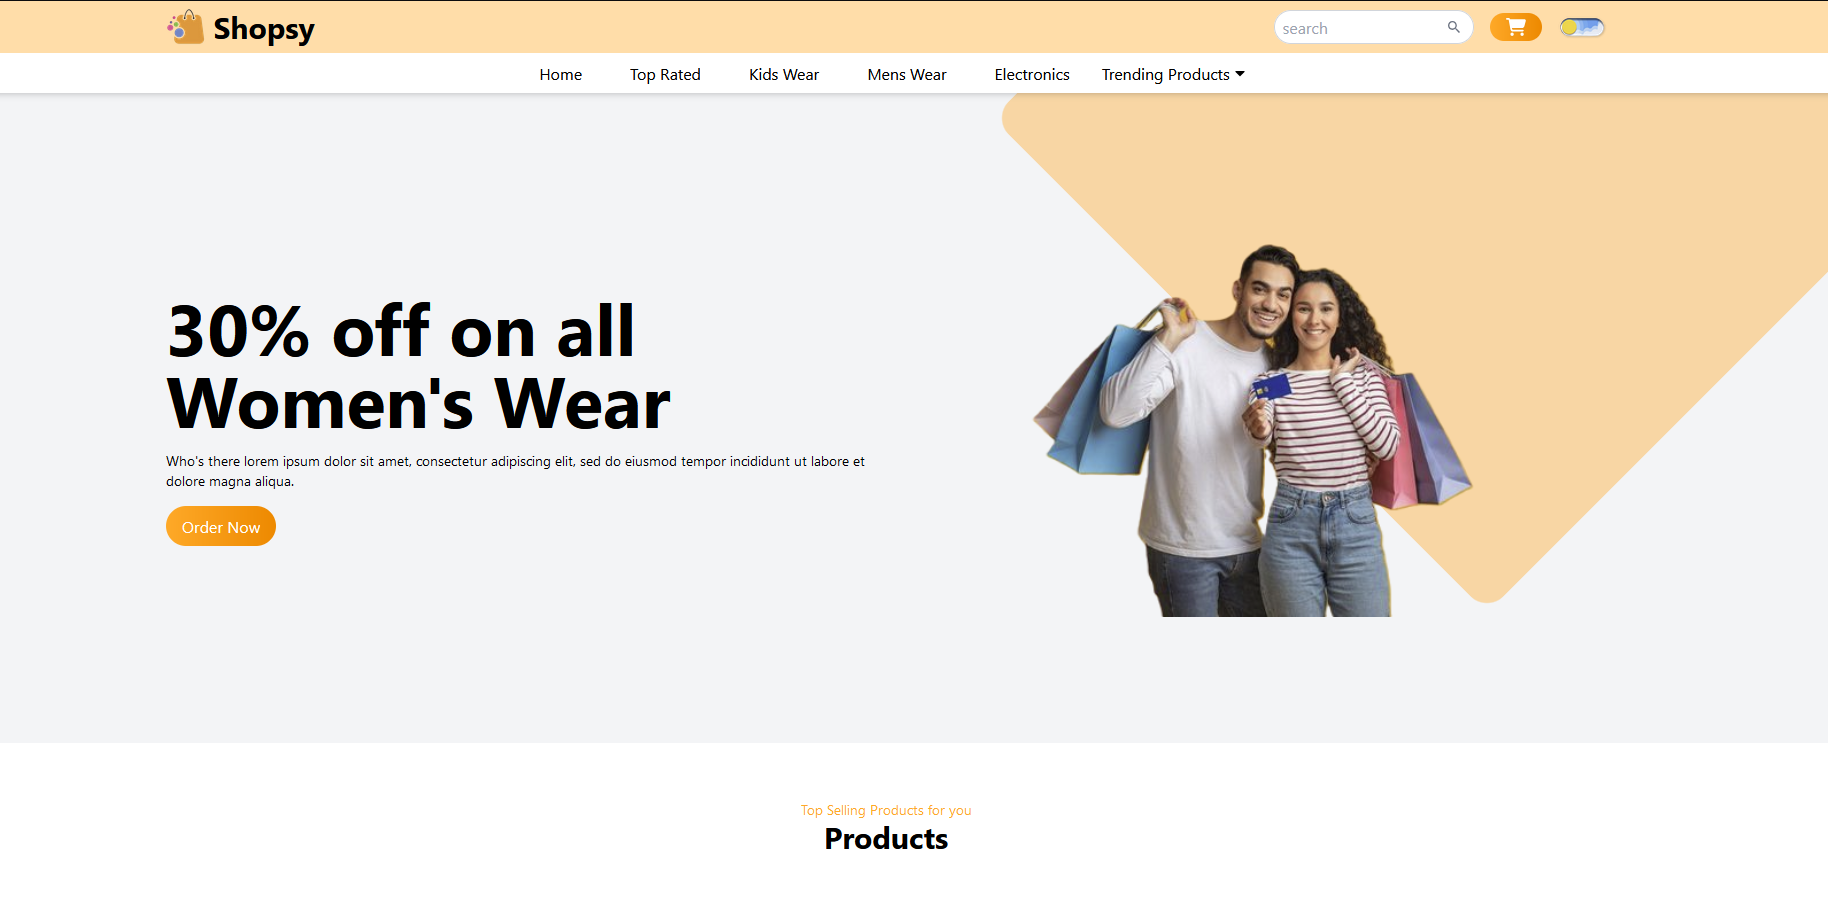 Shopsy
search
Home Top Rated Kids Wear Mens Wear Electronics Trending Products
30% off on all
Women's Wear
Who's there lorem ipsum dolor sit amet, consectetur adipiscing elit, sed do eiusmod tempor incididunt ut labore et
dolore magna aliqua.
Order Now
Top Selling Products for you
Products